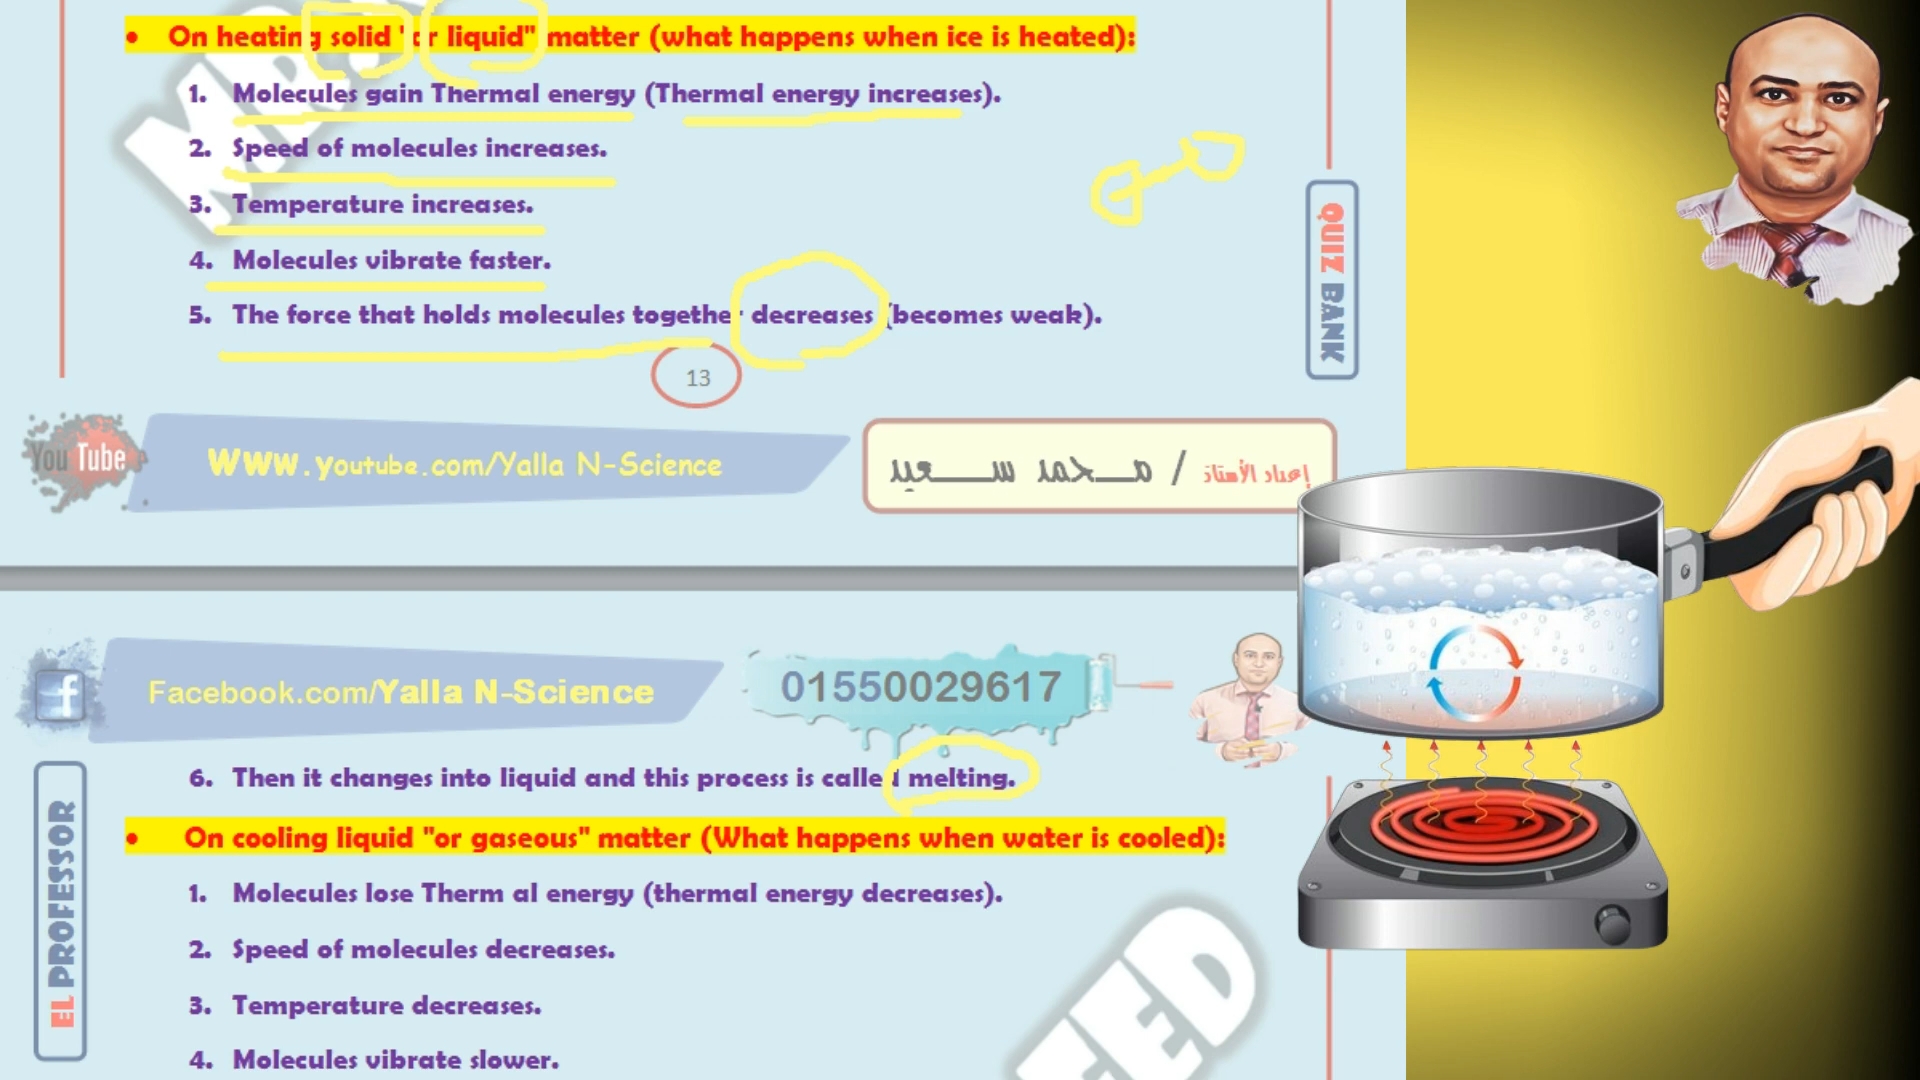 • On heating solid "or liquid" matter (what happens when ice is heated):
1. Molecules gain Thermal energy (Thermal energy increases).
2. Speed of molecules increases.
3. Temperature increases.
4. Molecules vibrate faster.
5. The force that holds molecules together decreases (becomes weak).
QUIZ BANK
13
You Tube
WWW.Youtube.com/Yalla N-Science
إعداد الأستاذ / محمد سعيد
f
Facebook.com/Yalla N-Science
01550029617
6. Then it changes into liquid and this process is called melting.
• On cooling liquid "or gaseous" matter (What happens when water is cooled):
1. Molecules lose Therm al energy (thermal energy decreases).
2. Speed of molecules decreases.
3. Temperature decreases.
4. Molecules vibrate slower.
EL PROFESSOR